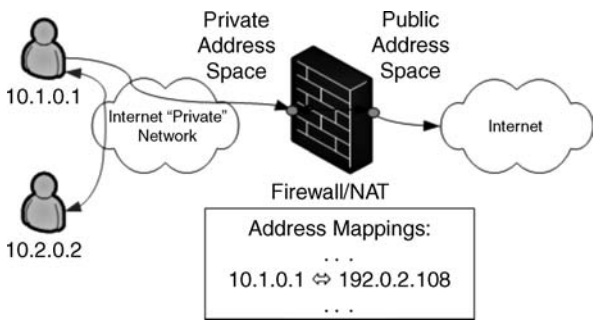 Private
Address
Space
Public
Address
Space
10.1.0.1
Internet “Private”
Network
Internet
Firewall/NAT
10.2.0.2
Address Mappings:
. . .
10.1.0.1 ⇔ 192.0.2.108
. . .